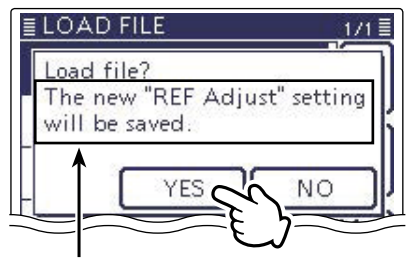 LOAD FILE 1/1
Load file?
The new "REF Adjust" setting
will be saved.
YES NO